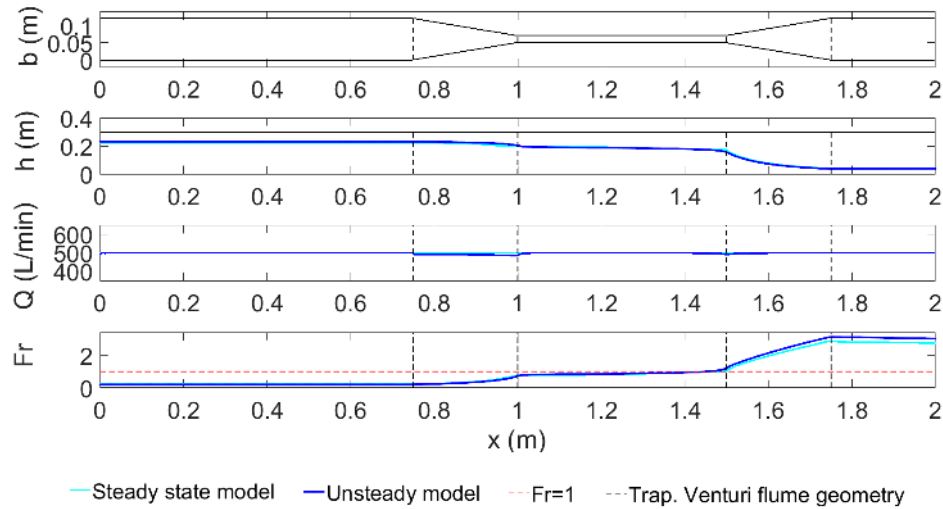 b (m)
0.1
0.05
0
0 0.2 0.4 0.6 0.8 1 1.2 1.4 1.6 1.8 2
h (m)
0.4
0.2
0
0 0.2 0.4 0.6 0.8 1 1.2 1.4 1.6 1.8 2
Q (L/min)
600
500
400
0 0.2 0.4 0.6 0.8 1 1.2 1.4 1.6 1.8 2
Fr
2
0
0 0.2 0.4 0.6 0.8 1 1.2 1.4 1.6 1.8 2
x (m)
Steady state model Unsteady model Fr=1 Trap. Venturi flume geometry